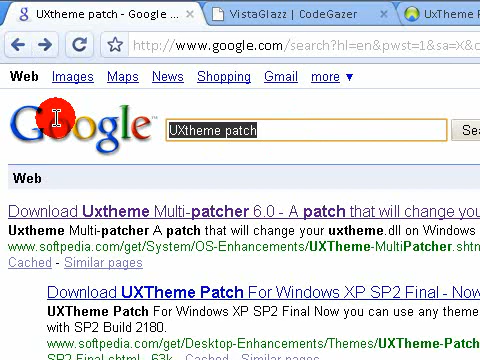 UXtheme patch - Google ...
VistaGlazz | CodeGazer
UxTheme P
http://www.google.com/search?hl=en&pwst=1&sa=X&
Web Images Maps News Shopping Gmail more ▼
Google™
UXtheme patch
Sea
Web
Download Uxtheme Multi-patcher 6.0 - A patch that will change you
Uxtheme Multi-patcher A patch that will change your uxtheme.dll on Windows
www.softpedia.com/get/System/OS-Enhancements/UXTheme-MultiPatcher.shtm
Cached - Similar pages
Download UXTheme Patch For Windows XP SP2 Final - Now
UXTheme Patch For Windows XP SP2 Final Now you can use any theme
with SP2 Build 2180.
www.softpedia.com/get/Desktop-Enhancements/Themes/UXTheme-Patch-
SP2-Final.shtml - 63k - Cached - Similar pages